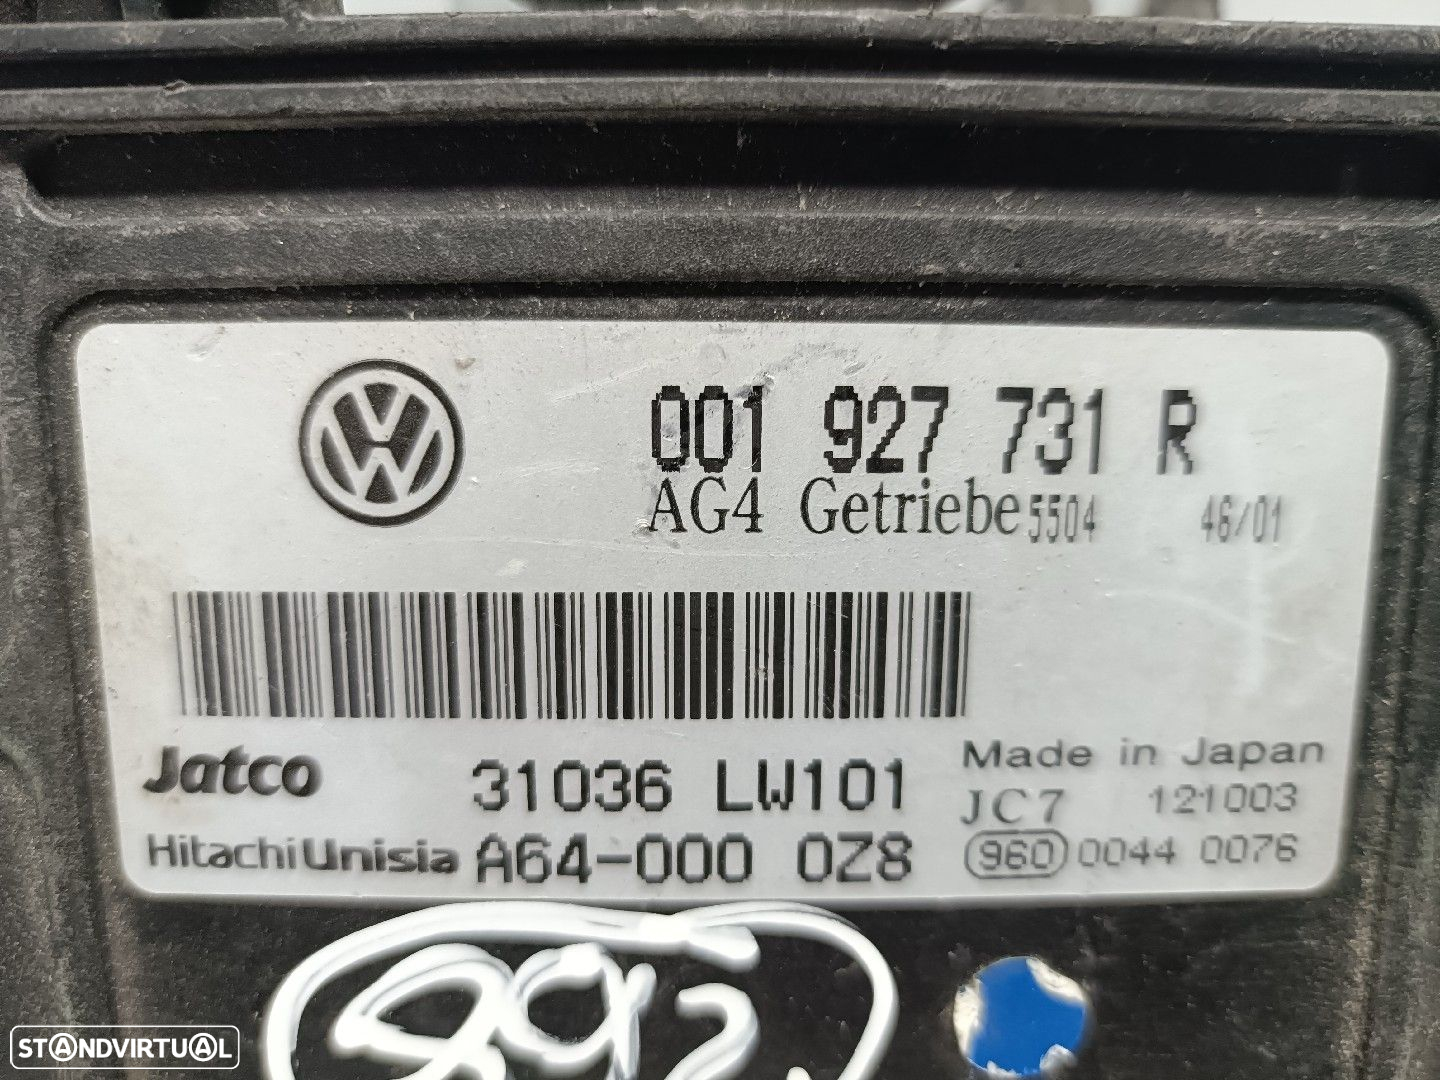 001 927 731 R
AG4 Getriebe 5504 46/01
Jatco 31036 LW101
Made in Japan
JC7 121003
HitachiUnisia A64-000 0Z8
960 0044 0076
STANDVIRTUAL